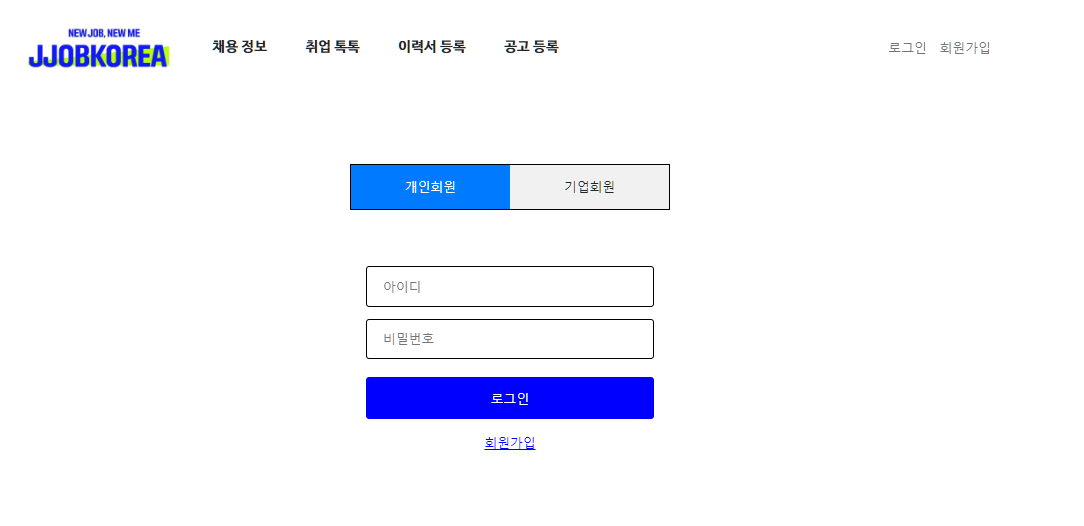 NEW JOB, NEW ME
JJOBKOREA
채용 정보 취업 톡톡 이력서 등록 공고 등록
로그인 회원가입
개인회원 기업회원
아이디
비밀번호
로그인
회원가입